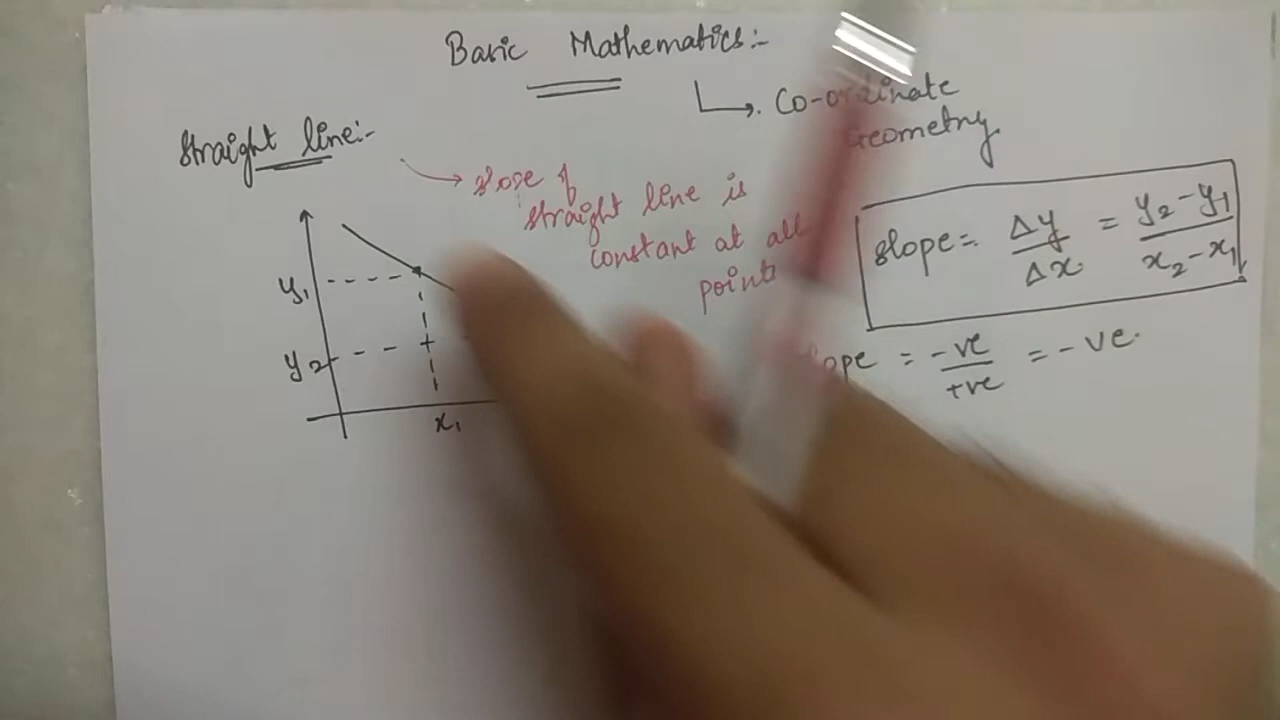 Basic Mathematics:-
Co-ordinate
Geometry
Straight line:-
slope of
straight line is
constant at all
points
slope = Δy/Δx = y₂-y₁/x₂-x₁
slope = -ve/+ve = -ve.
y₁
y₂
x₁